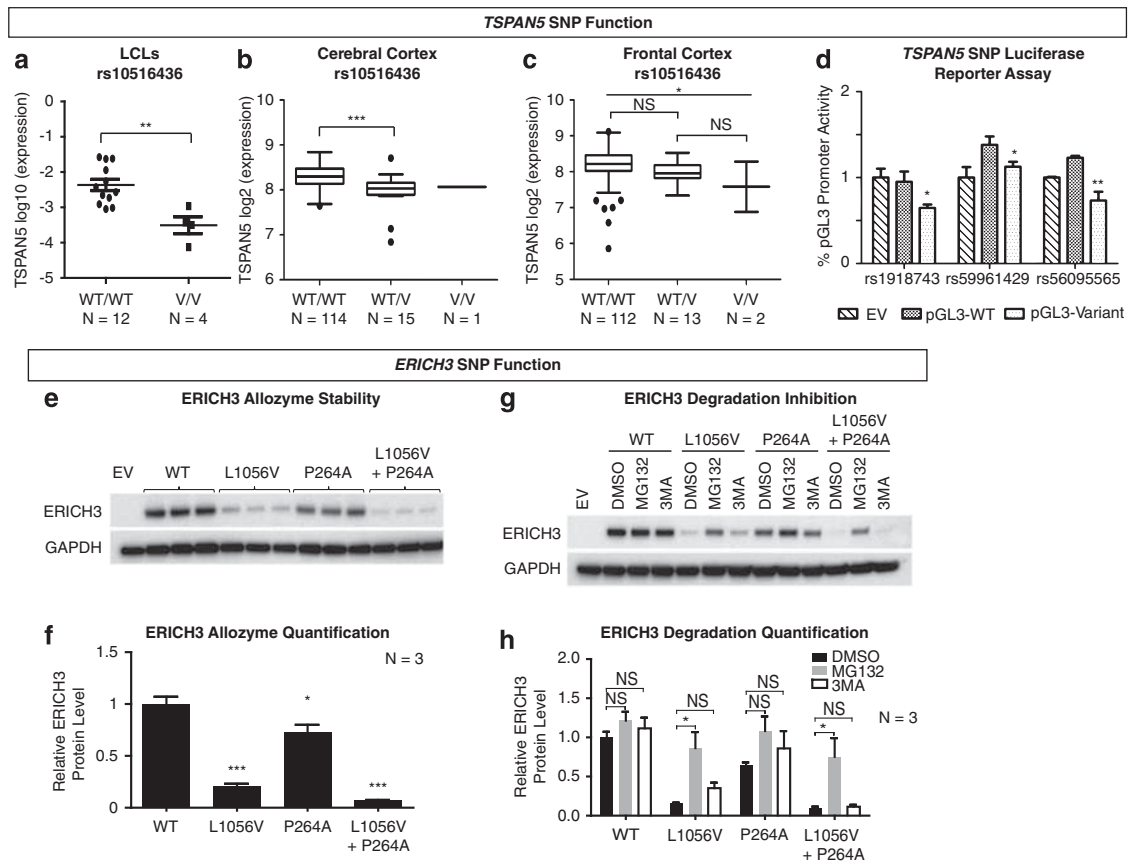 TSPAN5 SNP Function
a
LCLs
rs10516436
TSPAN5 log10 (expression)
0
-1
-2
-3
-4
-5
**
WT/WT
V/V
N = 12
N = 4
b
Cerebral Cortex
rs10516436
TSPAN5 log2 (expression)
10
9
8
7
6
***
WT/WT
WT/V
V/V
N = 114
N = 15
N = 1
c
Frontal Cortex
rs10516436
TSPAN5 log2 (expression)
10
9
8
7
6
5
*
NS
NS
WT/WT
WT/V
V/V
N = 112
N = 13
N = 2
d
TSPAN5 SNP Luciferase
Reporter Assay
% pGL3 Promoter Activity
2
1
0
*
*
**
rs1918743
rs59961429
rs56095565
EV
pGL3-WT
pGL3-Variant
ERICH3 SNP Function
e
ERICH3 Allozyme Stability
EV
WT
L1056V
P264A
L1056V
+ P264A
ERICH3
GAPDH
g
ERICH3 Degradation Inhibition
WT
L1056V
P264A
L1056V
+ P264A
EV
DMSO
MG132
3MA
DMSO
MG132
3MA
DMSO
MG132
3MA
DMSO
MG132
3MA
ERICH3
GAPDH
f
ERICH3 Allozyme Quantification
Relative ERICH3
Protein Level
1.5
1
0.5
0
N = 3
***
*
***
WT
L1056V
P264A
L1056V
+ P264A
h
ERICH3 Degradation Quantification
Relative ERICH3
Protein Level
2.0
1.5
1.0
0.5
0
DMSO
MG132
3MA
N = 3
NS
NS
NS
*
NS
NS
NS
*
WT
L1056V
P264A
L1056V
+ P264A